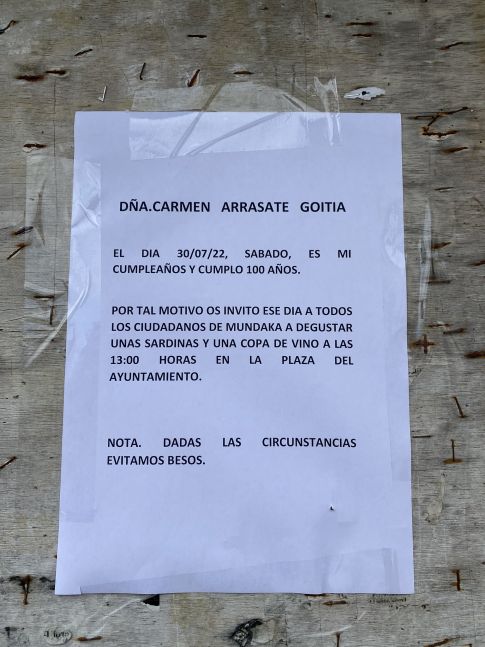 DÑA.CARMEN ARRASATE GOITIA
EL DIA 30/07/22, SABADO, ES MI
CUMPLEAÑOS Y CUMPLO 100 AÑOS.
POR TAL MOTIVO OS INVITO ESE DIA A TODOS
LOS CIUDADANOS DE MUNDAKA A DEGUSTAR
UNAS SARDINAS Y UNA COPA DE VINO A LAS
13:00 HORAS EN LA PLAZA DEL
AYUNTAMIENTO.
NOTA. DADAS LAS CIRCUNSTANCIAS
EVITAMOS BESOS.